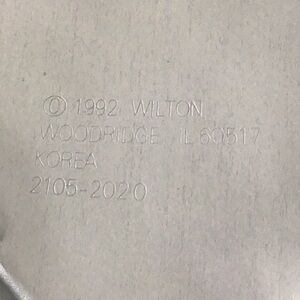 © 1992 WILTON
WOODRIDGE IL 60517
KOREA
2105-2020